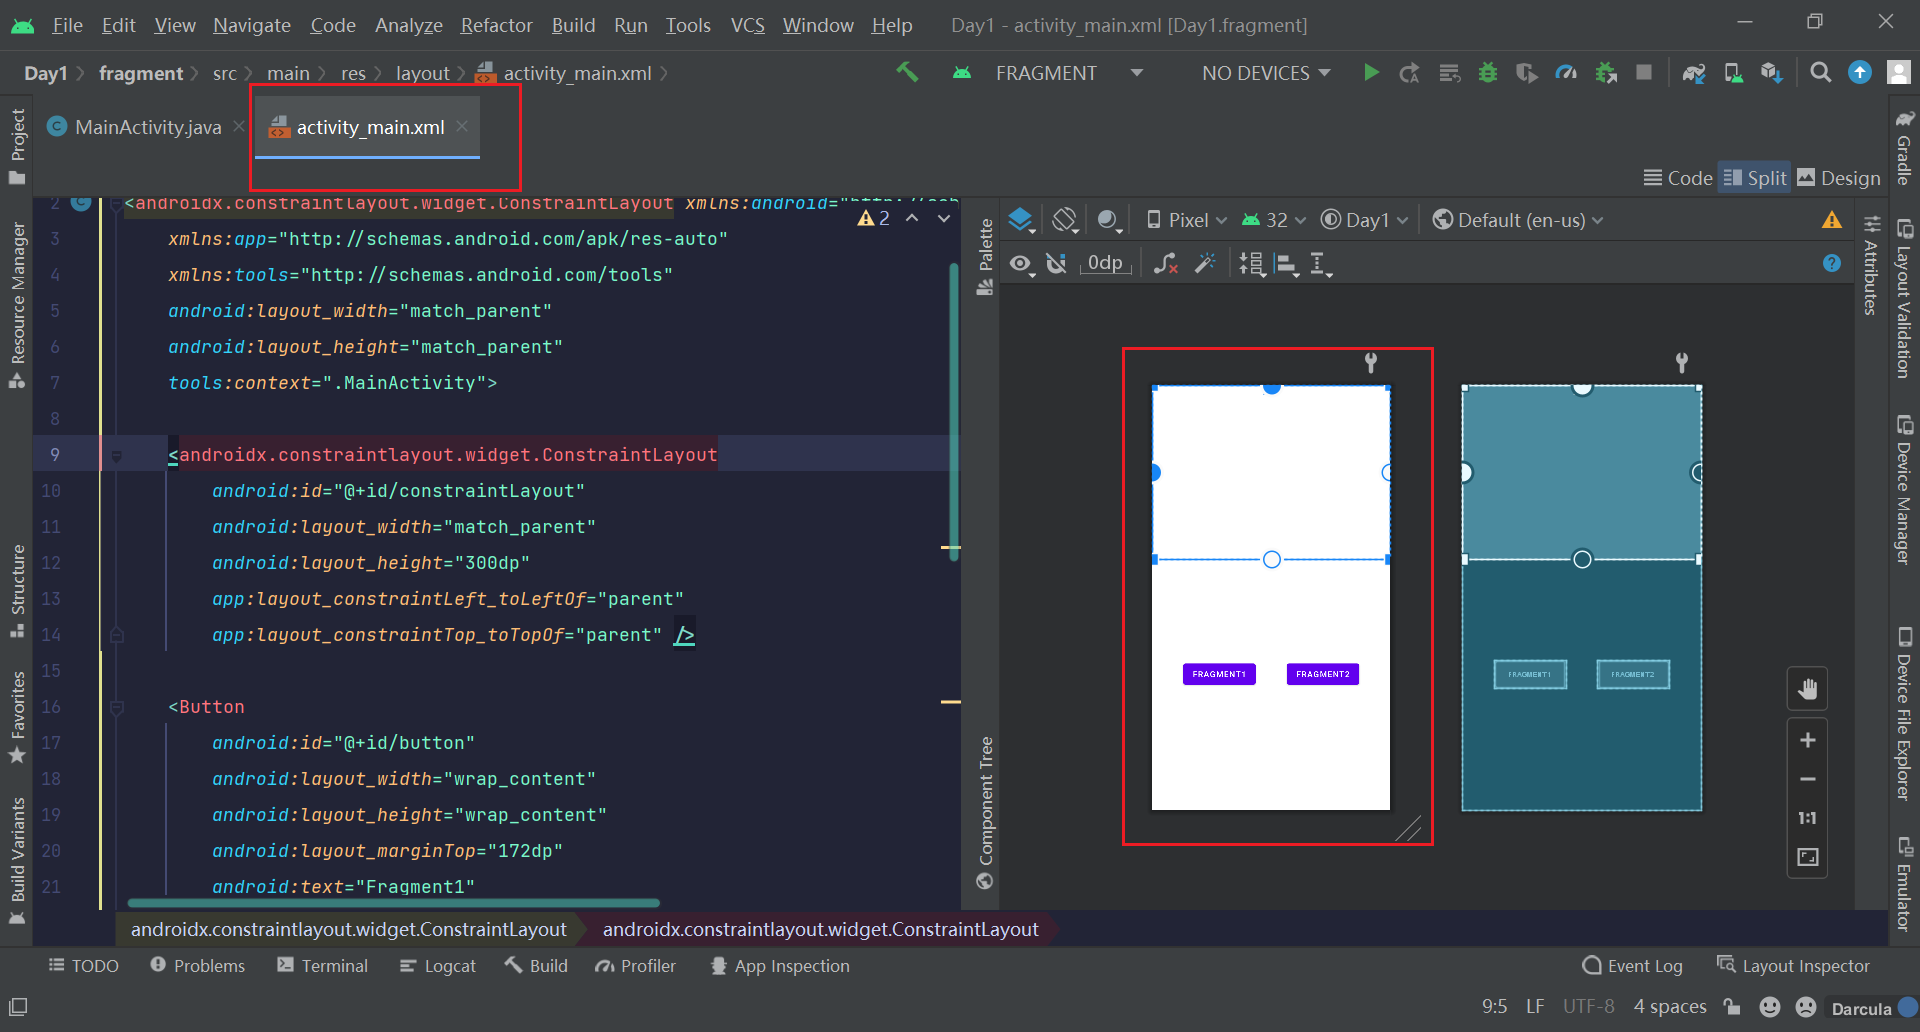 File Edit View Navigate Code Analyze Refactor Build Run Tools VCS Window Help Day1 - activity_main.xml [Day1.fragment]
Day1 fragment src main res layout activity_main.xml FRAGMENT NO DEVICES
MainActivity.java activity_main.xml
Code Split Design
2 <androidx.constraintlayout.widget.ConstraintLayout xmlns:android="http://sch
2
3 xmlns:app="http://schemas.android.com/apk/res-auto"
4 xmlns:tools="http://schemas.android.com/tools"
5 android:layout_width="match_parent"
6 android:layout_height="match_parent"
7 tools:context=".MainActivity">
8
9 <androidx.constraintlayout.widget.ConstraintLayout
10 android:id="@+id/constraintLayout"
11 android:layout_width="match_parent"
12 android:layout_height="300dp"
13 app:layout_constraintLeft_toLeftOf="parent"
14 app:layout_constraintTop_toTopOf="parent" />
15
16 <Button
17 android:id="@+id/button"
18 android:layout_width="wrap_content"
19 android:layout_height="wrap_content"
20 android:layout_marginTop="172dp"
21 android:text="Fragment1"
androidx.constraintlayout.widget.ConstraintLayout androidx.constraintlayout.widget.ConstraintLayout
Project
Resource Manager
Structure
Favorites
Build Variants
Palette
Component Tree
Pixel 32 Day1 Default (en-us)
0dp
FRAGMENT1 FRAGMENT2
FRAGMENT1 FRAGMENT2
1:1
Attributes
Gradle
Layout Validation
Device Manager
Device File Explorer
Emulator
TODO Problems Terminal Logcat Build Profiler App Inspection Event Log Layout Inspector
9:5 LF UTF-8 4 spaces Darcula